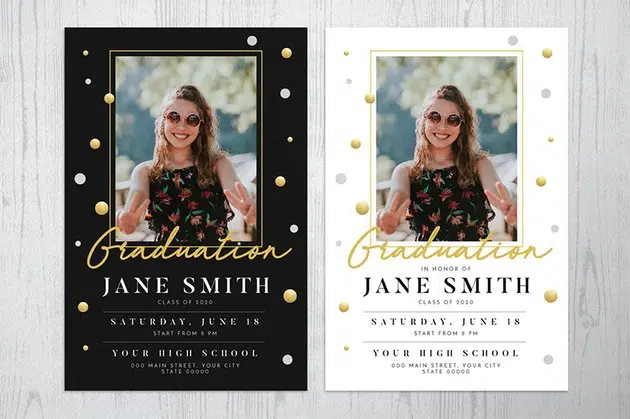 Graduation
JANE SMITH
CLASS OF 2020
SATURDAY, JUNE 18
START FROM 8 PM
YOUR HIGH SCHOOL
000 MAIN STREET, YOUR CITY
STATE 00000
Graduation
IN HONOR OF
JANE SMITH
CLASS OF 2020
SATURDAY, JUNE 18
START FROM 8 PM
YOUR HIGH SCHOOL
000 MAIN STREET, YOUR CITY
STATE 00000